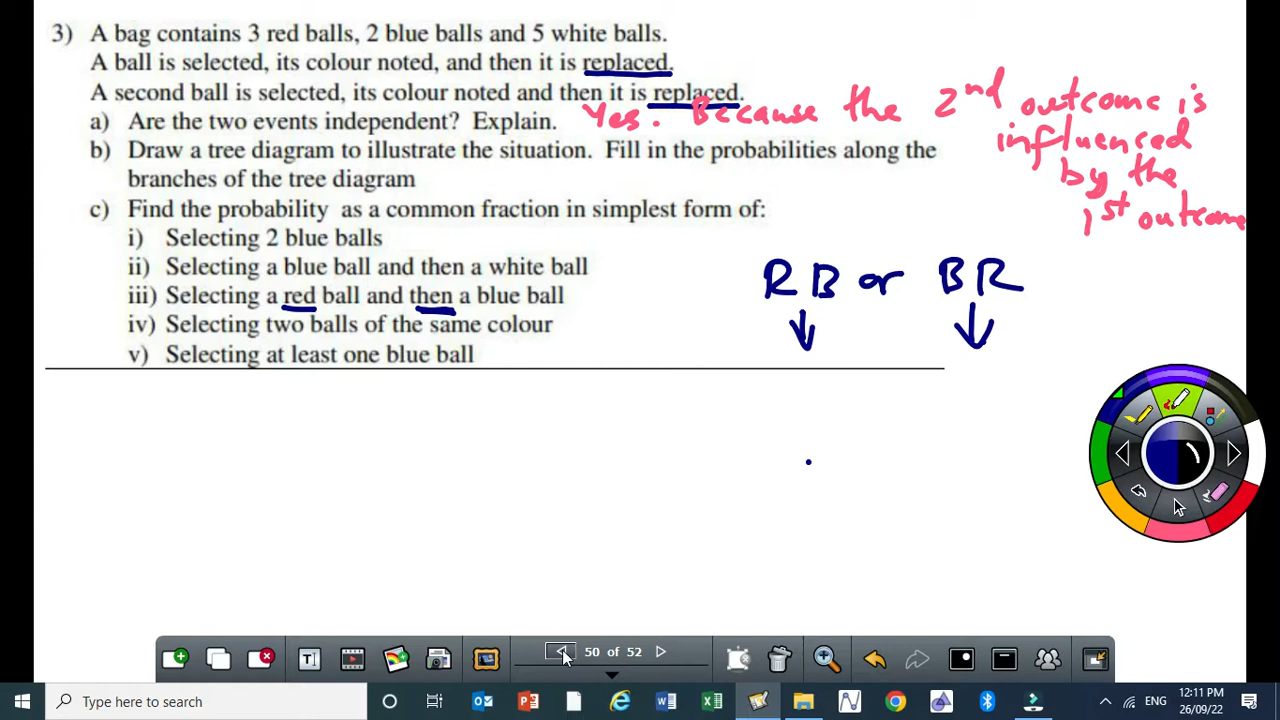 3) A bag contains 3 red balls, 2 blue balls and 5 white balls.
A ball is selected, its colour noted, and then it is replaced.
A second ball is selected, its colour noted and then it is replaced.
a) Are the two events independent? Explain.
Yes. Because the 2nd outcome is
influenced
by the
1st outcome
b) Draw a tree diagram to illustrate the situation. Fill in the probabilities along the
branches of the tree diagram
c) Find the probability as a common fraction in simplest form of:
i) Selecting 2 blue balls
ii) Selecting a blue ball and then a white ball
iii) Selecting a red ball and then a blue ball
iv) Selecting two balls of the same colour
v) Selecting at least one blue ball
RB or BR
50 of 52
Type here to search
ENG
12:11 PM
26/09/22